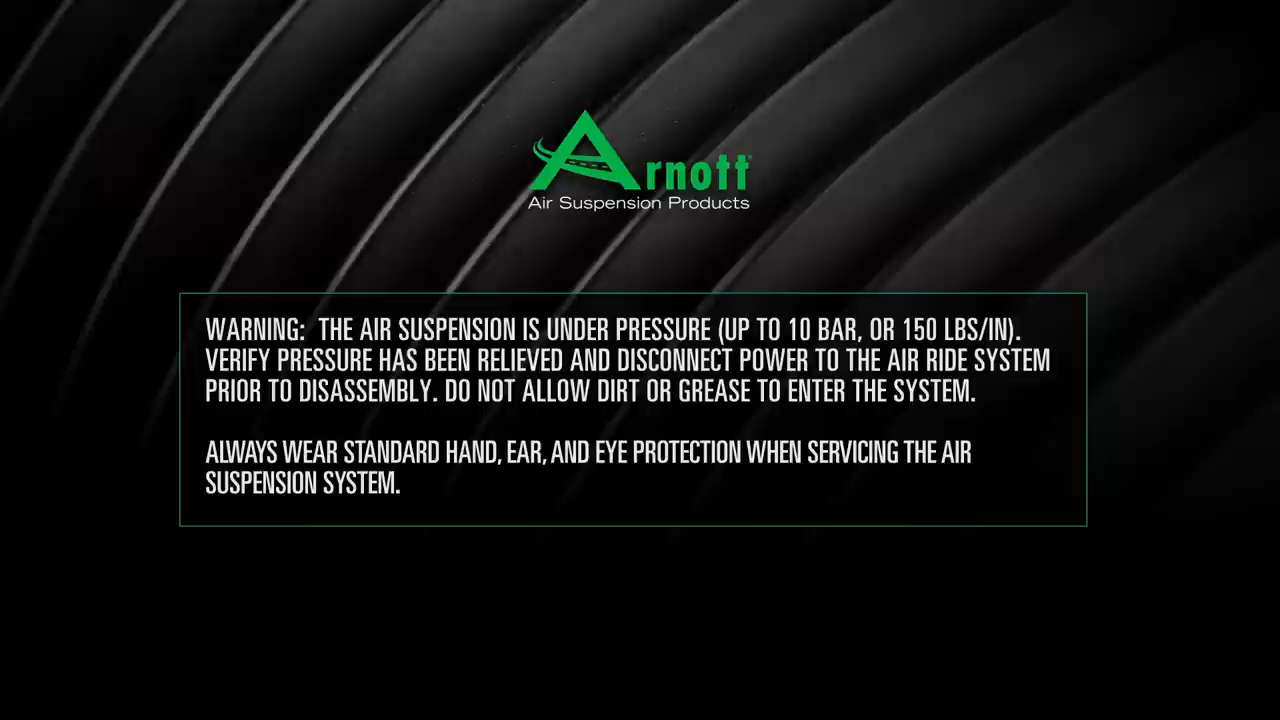 Arnott
Air Suspension Products
WARNING: THE AIR SUSPENSION IS UNDER PRESSURE (UP TO 10 BAR, OR 150 LBS/IN).
VERIFY PRESSURE HAS BEEN RELIEVED AND DISCONNECT POWER TO THE AIR RIDE SYSTEM
PRIOR TO DISASSEMBLY. DO NOT ALLOW DIRT OR GREASE TO ENTER THE SYSTEM.
ALWAYS WEAR STANDARD HAND, EAR, AND EYE PROTECTION WHEN SERVICING THE AIR
SUSPENSION SYSTEM.